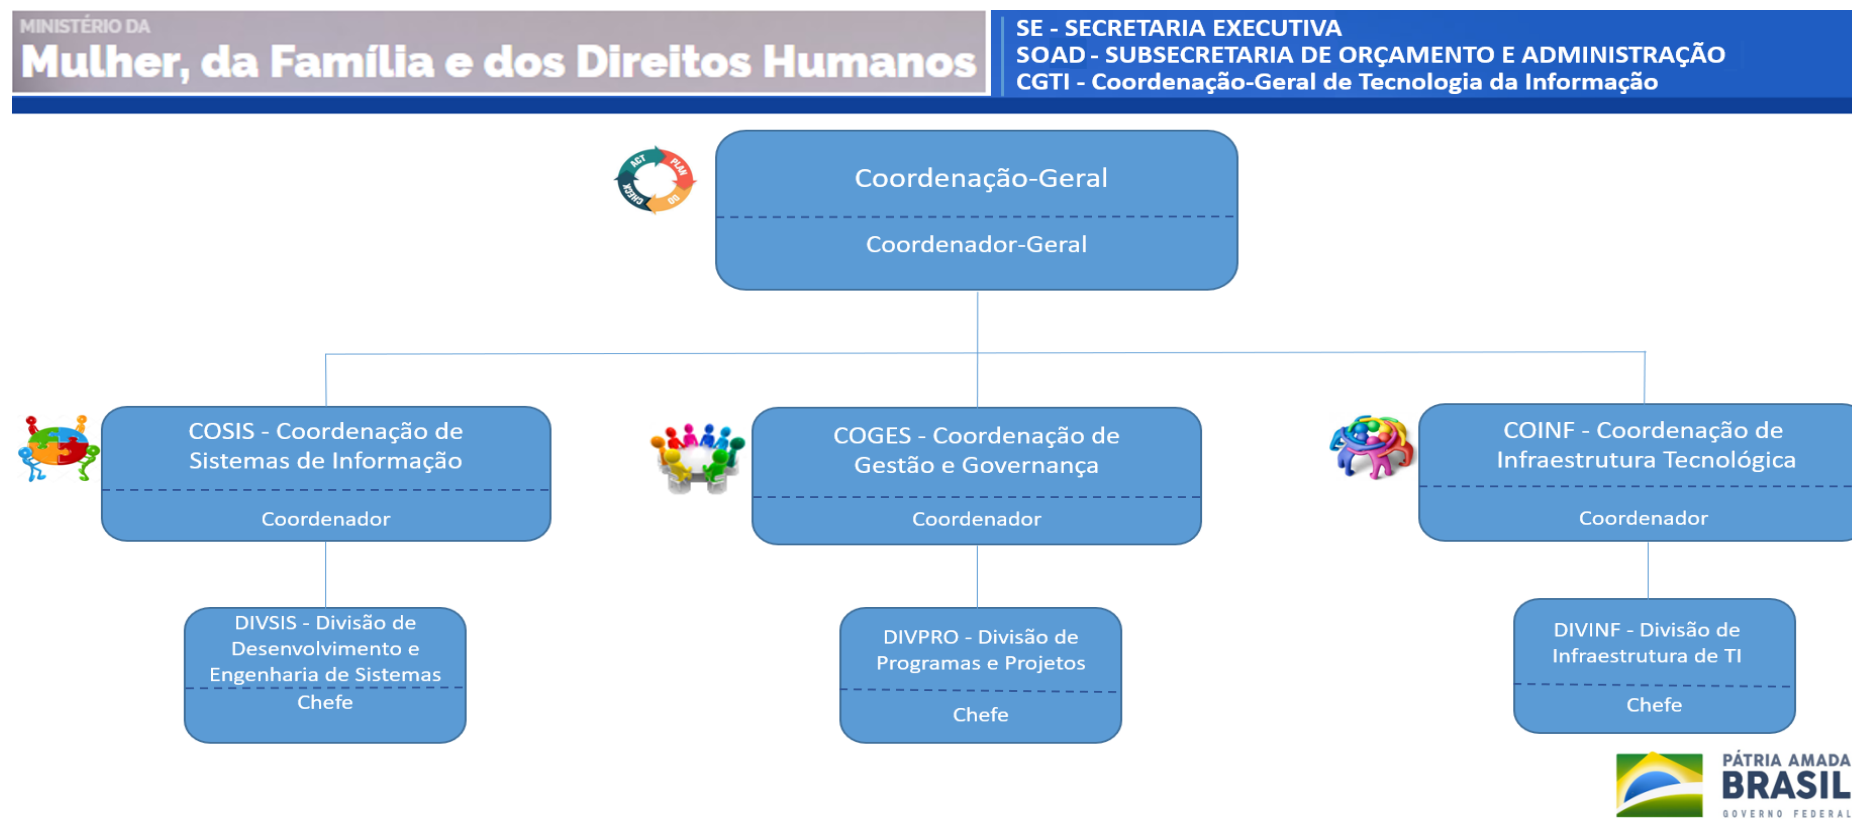 MINISTÉRIO DA
Mulher, da Família e dos Direitos Humanos
SE - SECRETARIA EXECUTIVA
SOAD - SUBSECRETARIA DE ORÇAMENTO E ADMINISTRAÇÃO
CGTI - Coordenação-Geral de Tecnologia da Informação
ACT
PLAN
DO
CHECK
Coordenação-Geral
Coordenador-Geral
COSIS - Coordenação de
Sistemas de Informação
Coordenador
COGES - Coordenação de
Gestão e Governança
Coordenador
COINF - Coordenação de
Infraestrutura Tecnológica
Coordenador
DIVSIS - Divisão de
Desenvolvimento e
Engenharia de Sistemas
Chefe
DIVPRO - Divisão de
Programas e Projetos
Chefe
DIVINF - Divisão de
Infraestrutura de TI
Chefe
PÁTRIA AMADA
BRASIL
GOVERNO FEDERAL